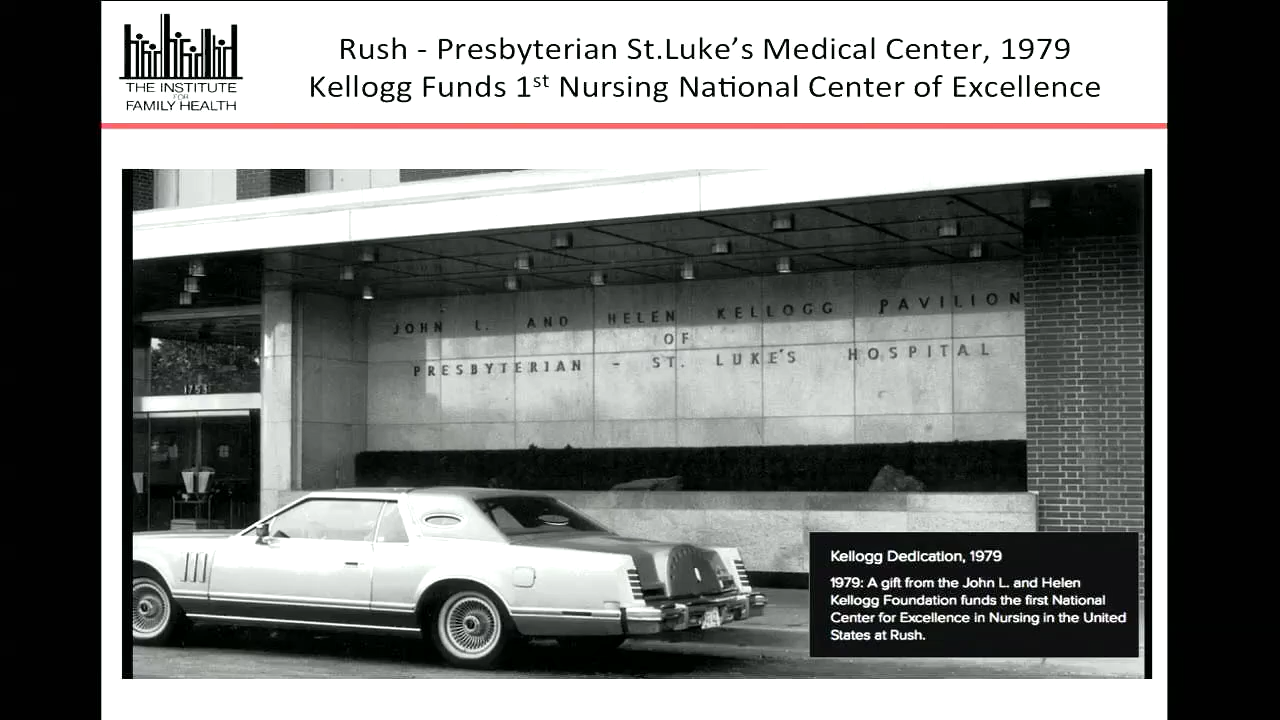 THE INSTITUTE
FOR
FAMILY HEALTH
Rush - Presbyterian St.Luke’s Medical Center, 1979
Kellogg Funds 1st Nursing National Center of Excellence
JOHN L. AND HELEN KELLOGG PAVILION
OF
PRESBYTERIAN - ST. LUKE'S HOSPITAL
1753
Kellogg Dedication, 1979
1979: A gift from the John L. and Helen
Kellogg Foundation funds the first National
Center for Excellence in Nursing in the United
States at Rush.